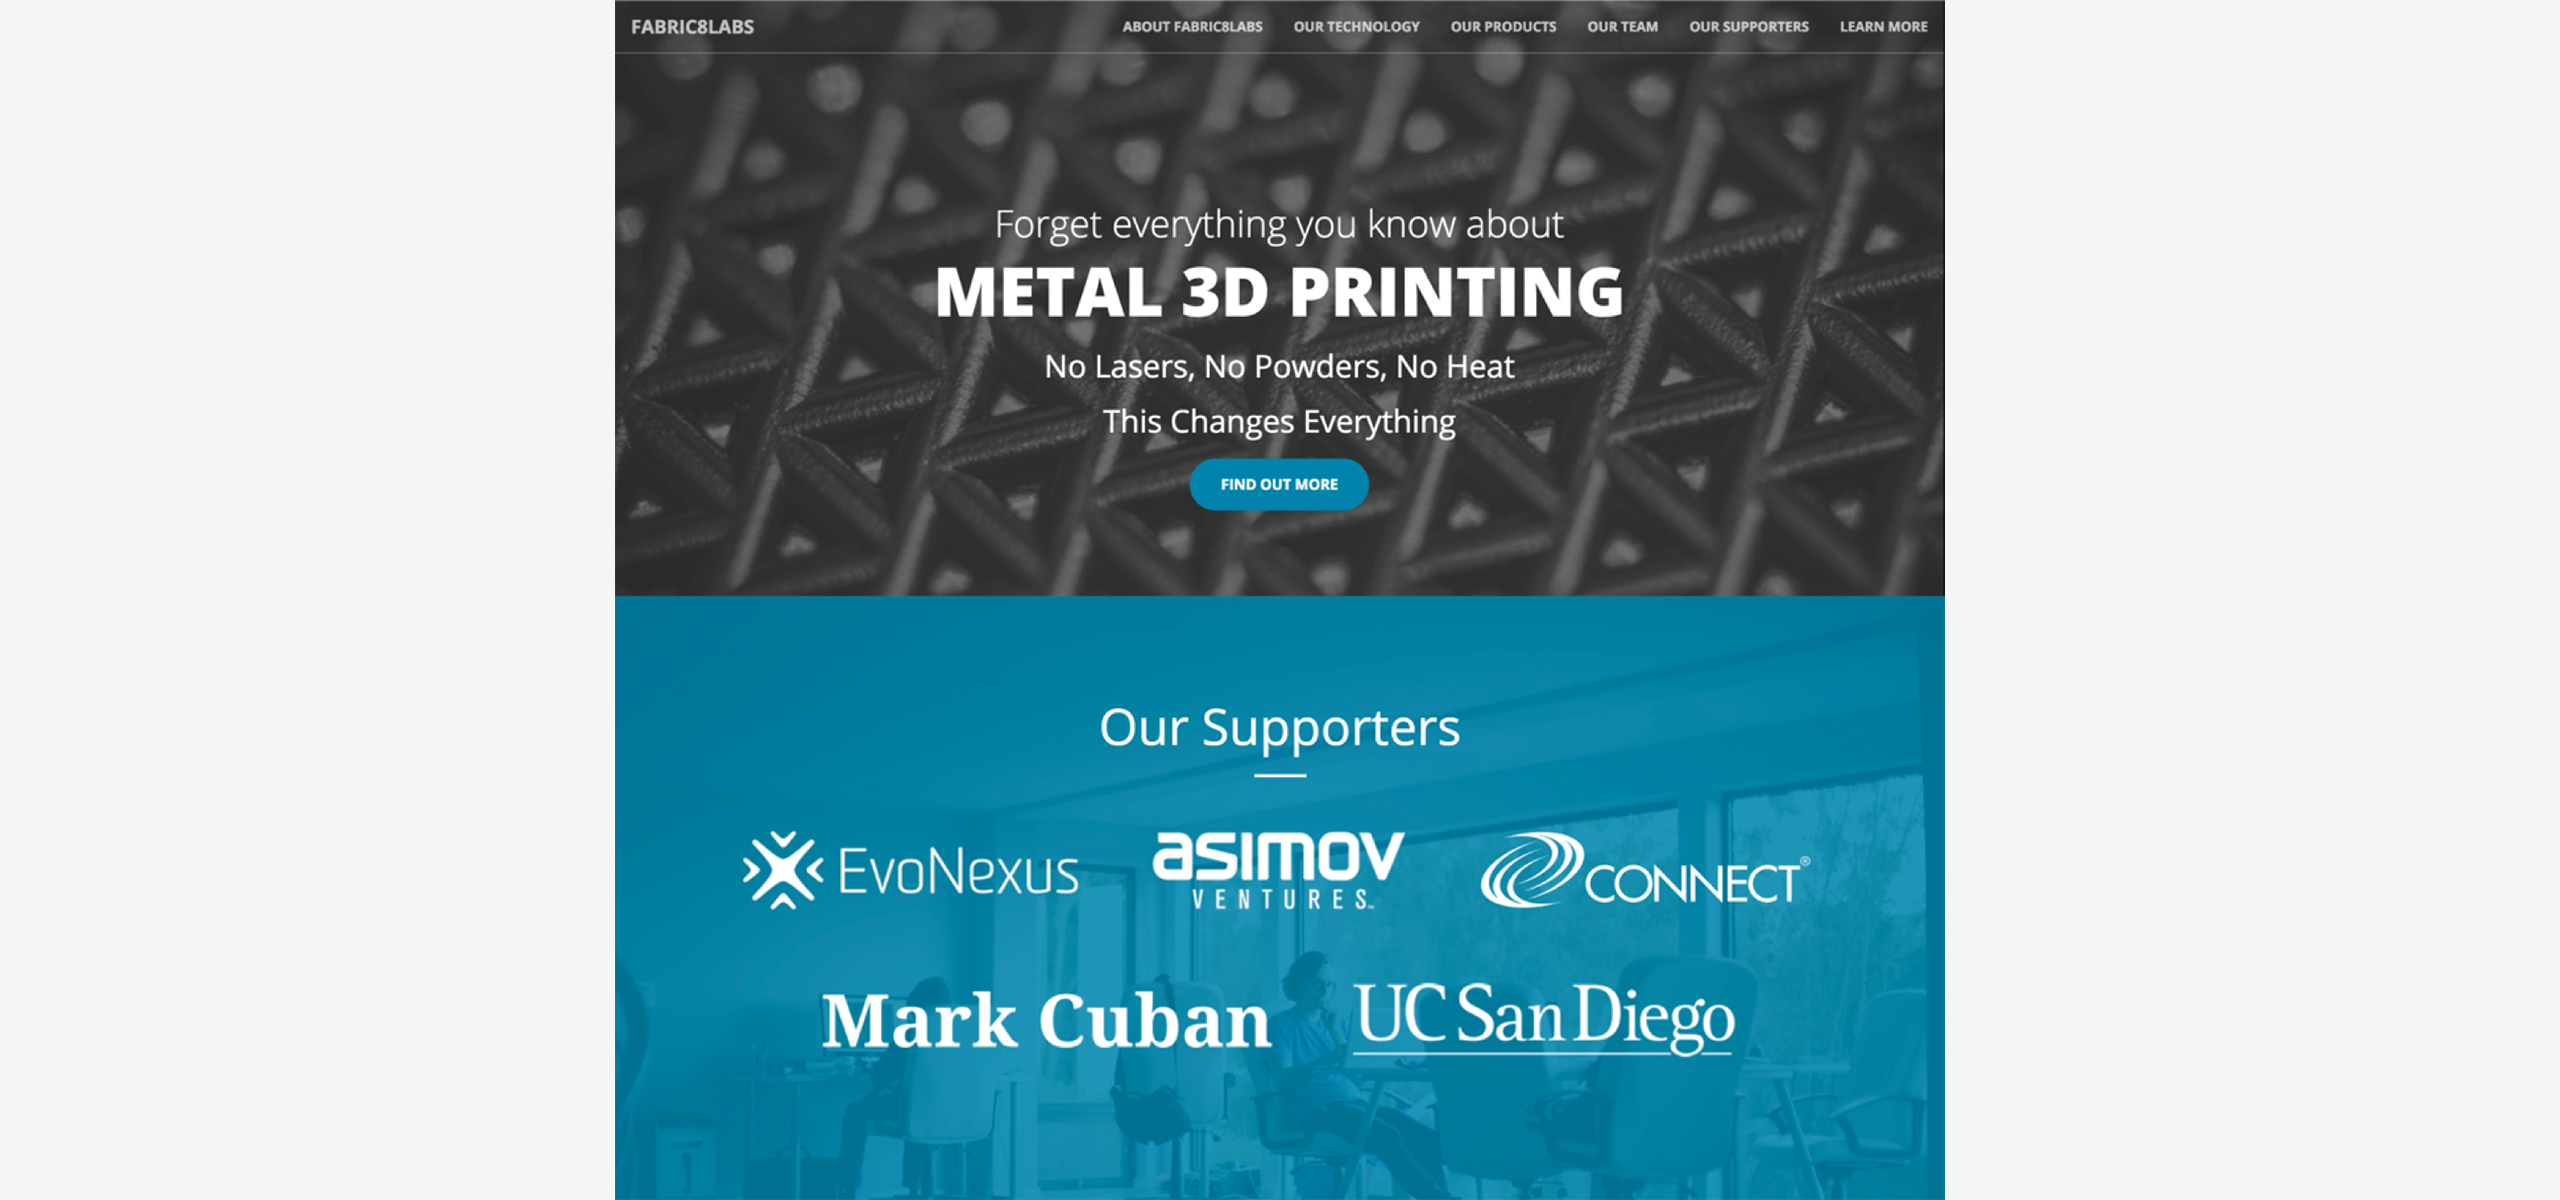 FABRIC8LABS
ABOUT FABRIC8LABS OUR TECHNOLOGY OUR PRODUCTS OUR TEAM OUR SUPPORTERS LEARN MORE
Forget everything you know about
METAL 3D PRINTING
No Lasers, No Powders, No Heat
This Changes Everything
FIND OUT MORE
Our Supporters
EvoNexus
asimov
VENTURES™
CONNECT®
Mark Cuban
UC San Diego